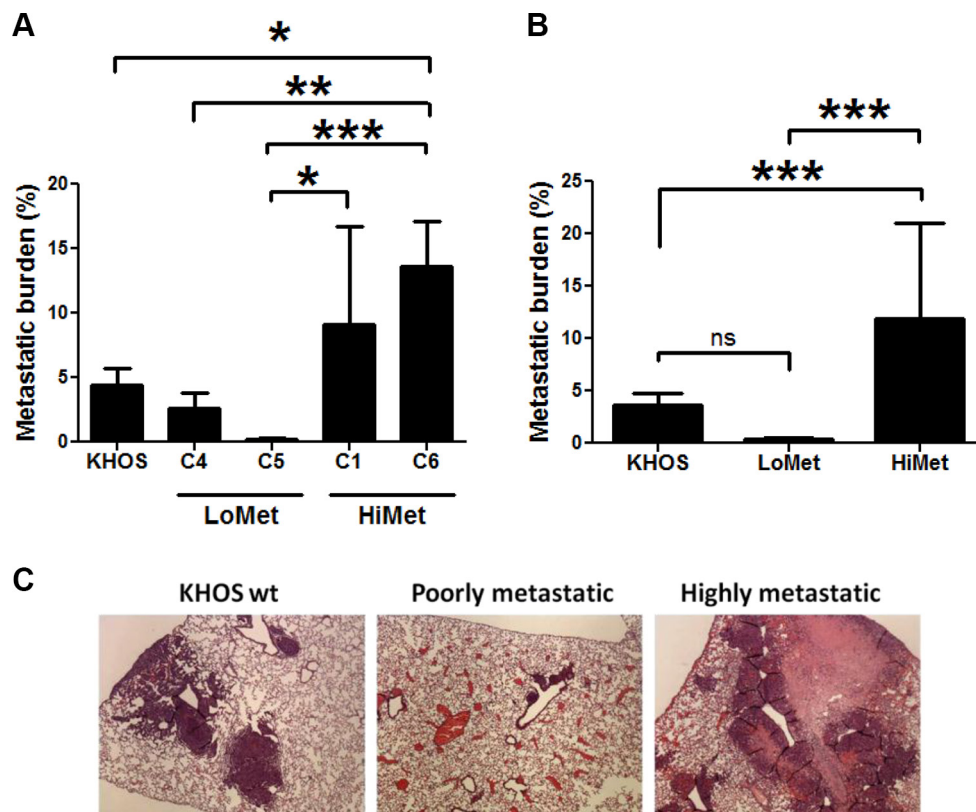 A
*
**
***
*
Metastatic burden (%)
20
15
10
5
0
KHOS C4 C5 C1 C6
LoMet HiMet
B
***
***
ns
Metastatic burden (%)
25
20
15
10
5
0
KHOS LoMet HiMet
C
KHOS wt Poorly metastatic Highly metastatic